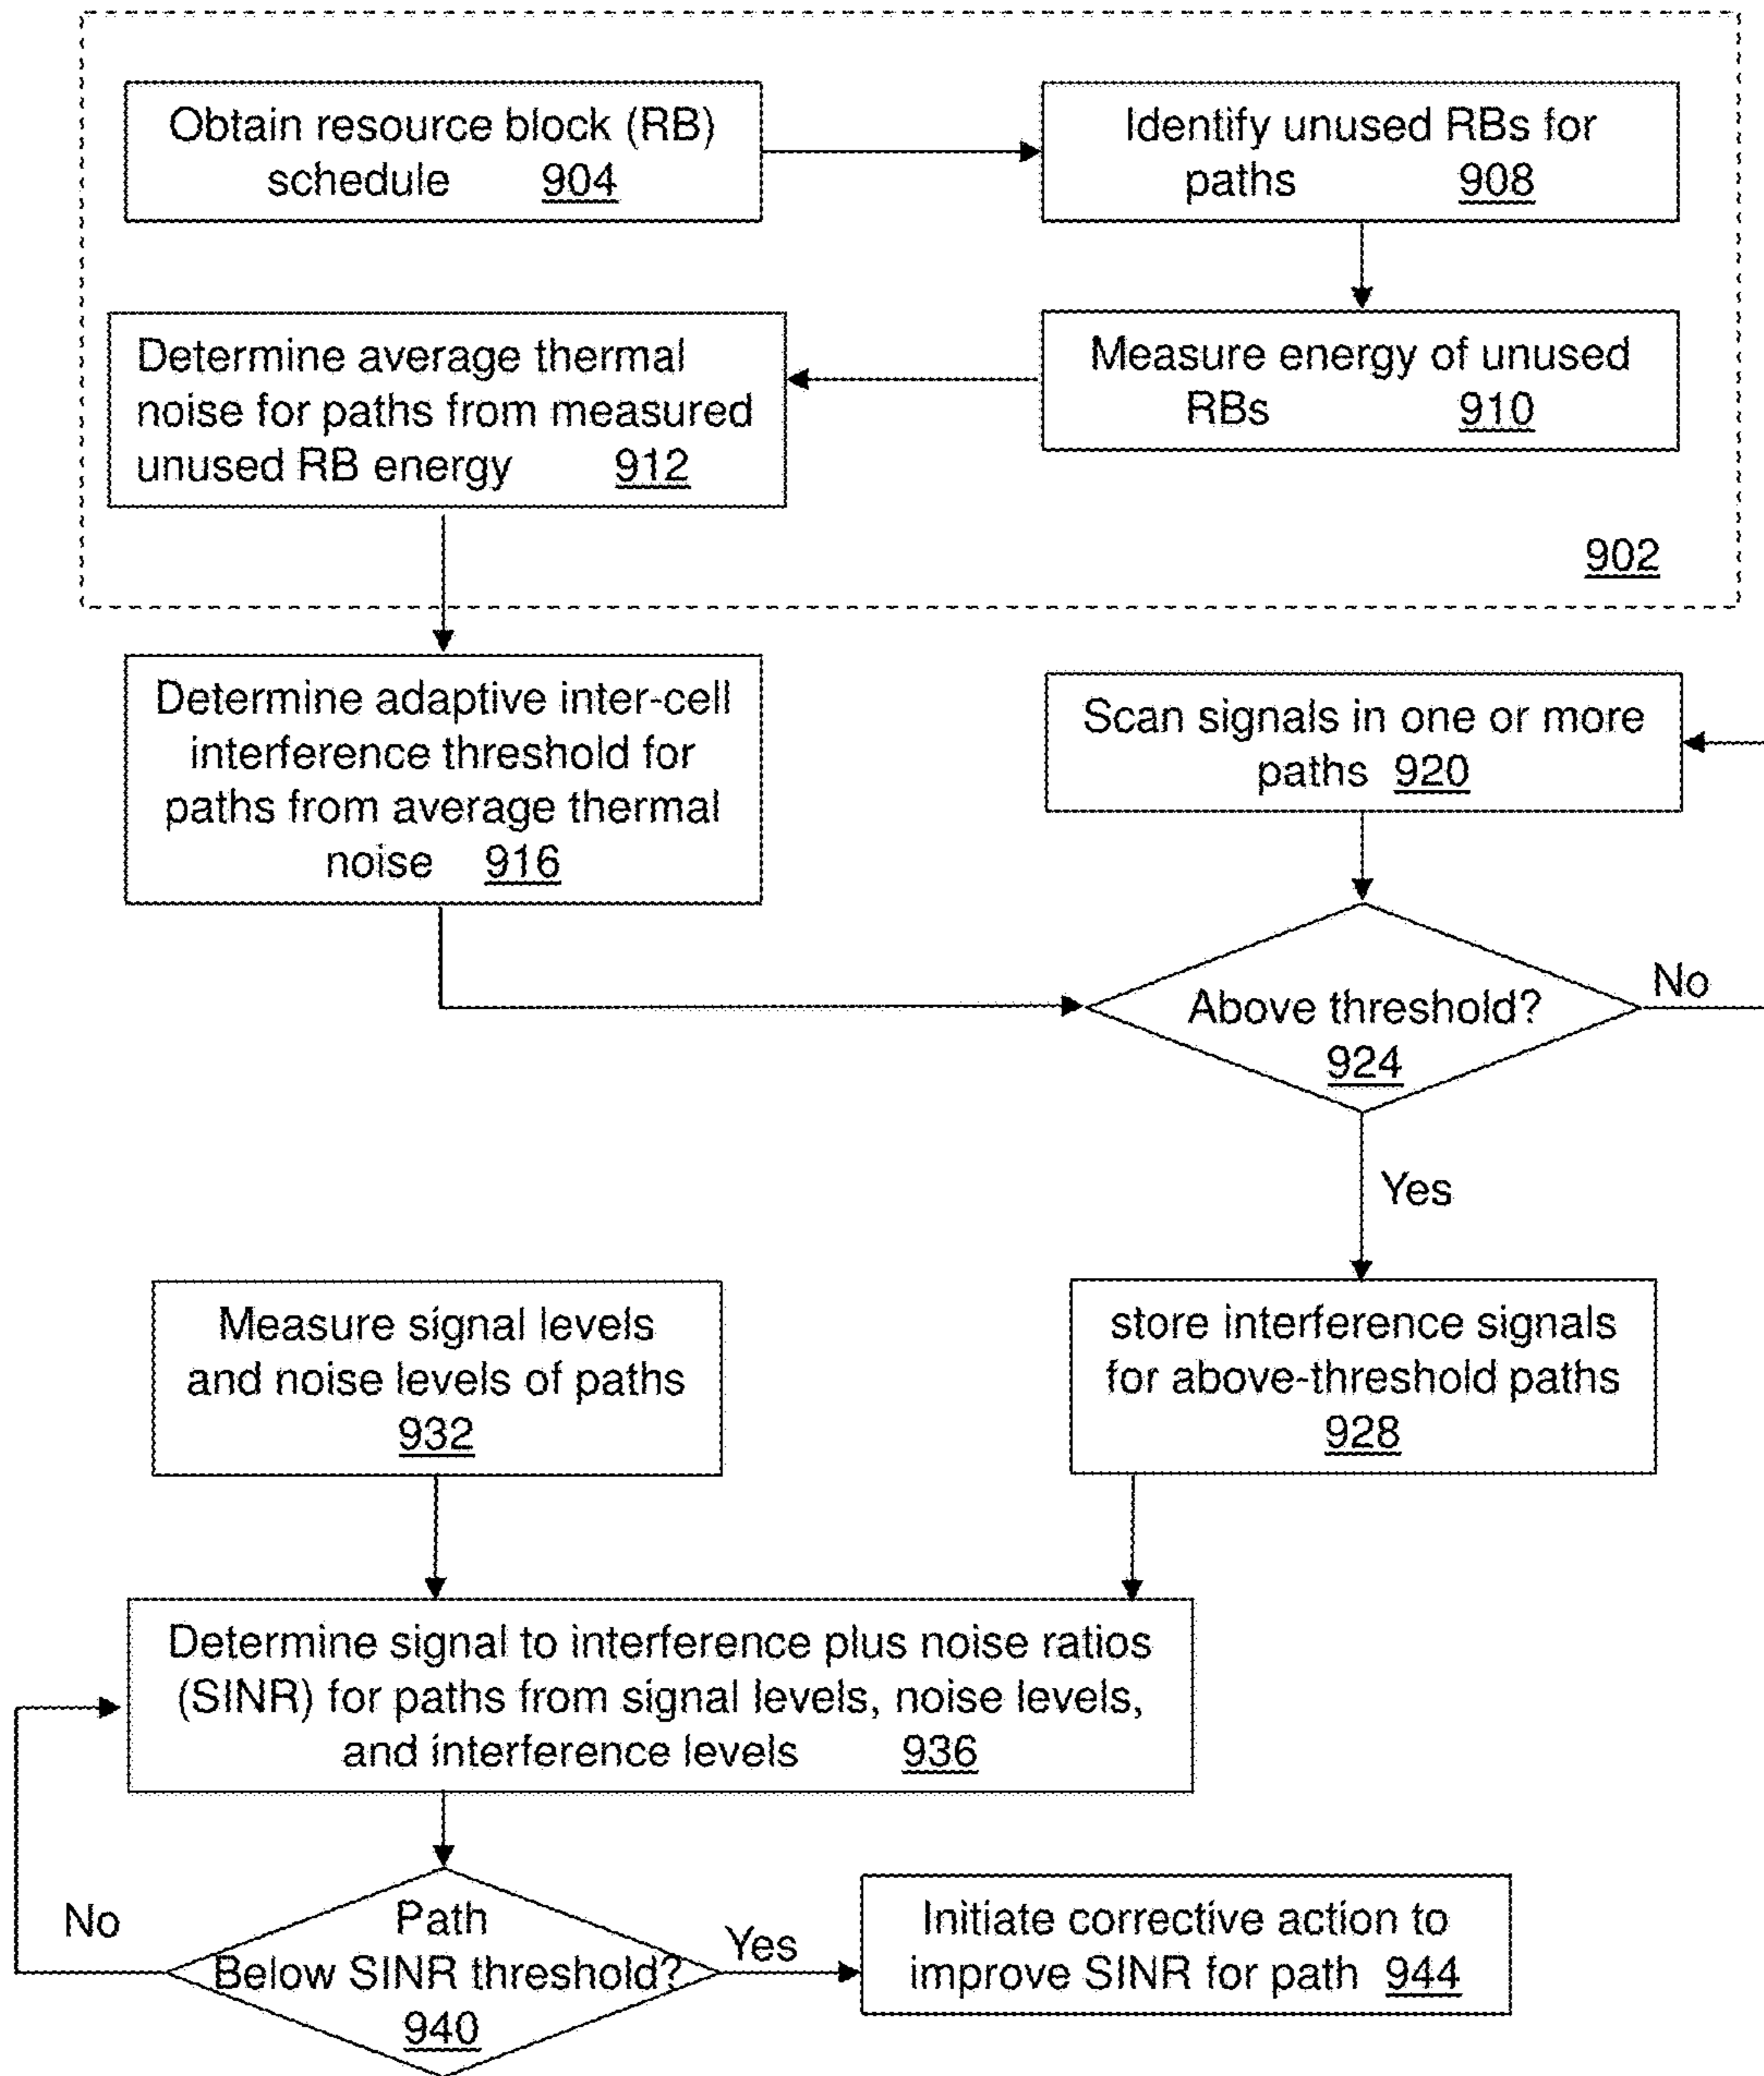 Obtain resource block (RB)
schedule 904
Identify unused RBs for
paths 908
Determine average thermal
noise for paths from measured
unused RB energy 912
Measure energy of unused
RBs 910
902
Determine adaptive inter-cell
interference threshold for
paths from average thermal
noise 916
Scan signals in one or more
paths 920
Above threshold?
924
No
Yes
Measure signal levels
and noise levels of paths
932
store interference signals
for above-threshold paths
928
Determine signal to interference plus noise ratios
(SINR) for paths from signal levels, noise levels,
and interference levels 936
No
Path
Below SINR threshold?
940
Yes
Initiate corrective action to
improve SINR for path 944